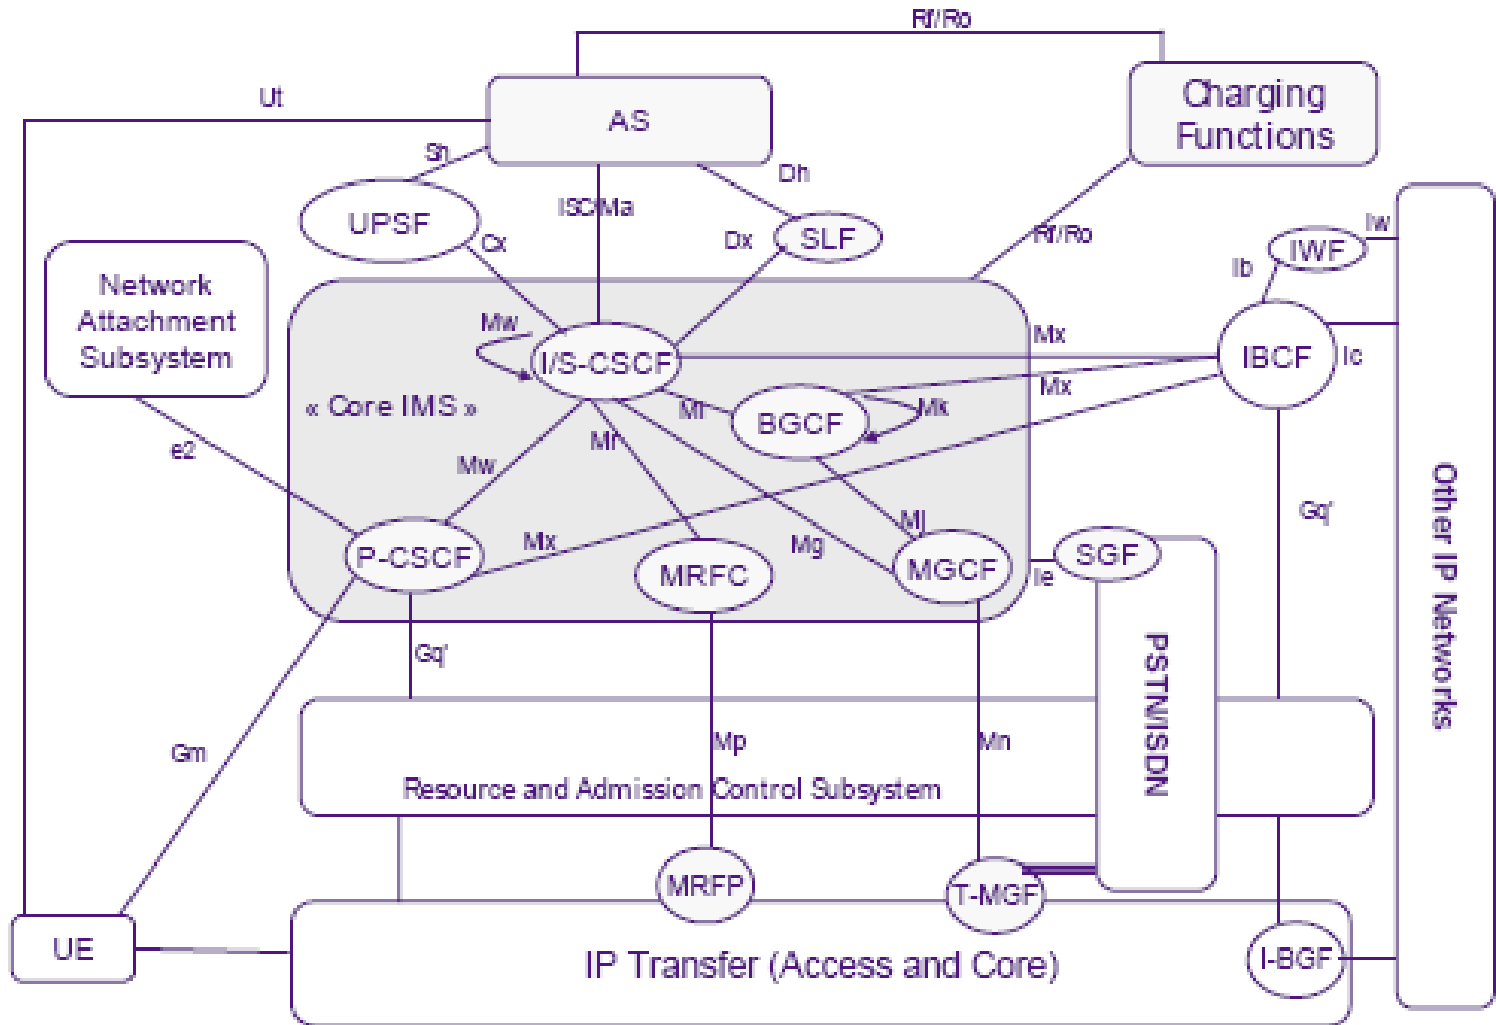 Rf/Ro
Charging
Functions
Ut
AS
Sh
Dh
ISC/Ma
UPSF
Cx
Dx
SLF
Rf/Ro
Iw
IWF
Ib
Network
Attachment
Subsystem
Mw
I/S-CSCF
Mx
IBCF
Ic
Mx
« Core IMS »
Mi
BGCF
Mk
Mr
e2
Mw
Other IP Networks
Gq'
Mj
Mx
Mg
P-CSCF
MRFC
MGCF
Ie
SGF
Gq'
PSTN/ISDN
Gm
Mp
Mn
Resource and Admission Control Subsystem
MRFP
T-MGF
UE
IP Transfer (Access and Core)
I-BGF